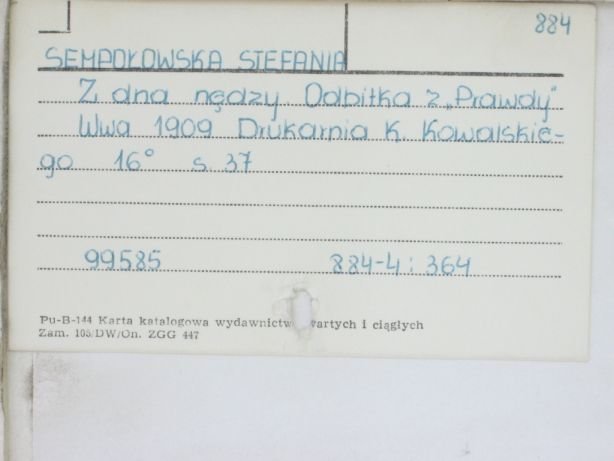 884
SEMPOŁOWSKA STEFANIA
Z dna nędzy. Odbitka z „Prawdy"
Wwa 1909 Drukarnia K. Kowalskie-
go 16° s. 37
99585 884-4: 364
Pu-B-144 Karta katalogowa wydawnictw wartych i ciągłych
Zam. 105/DW/On. ZGG 447